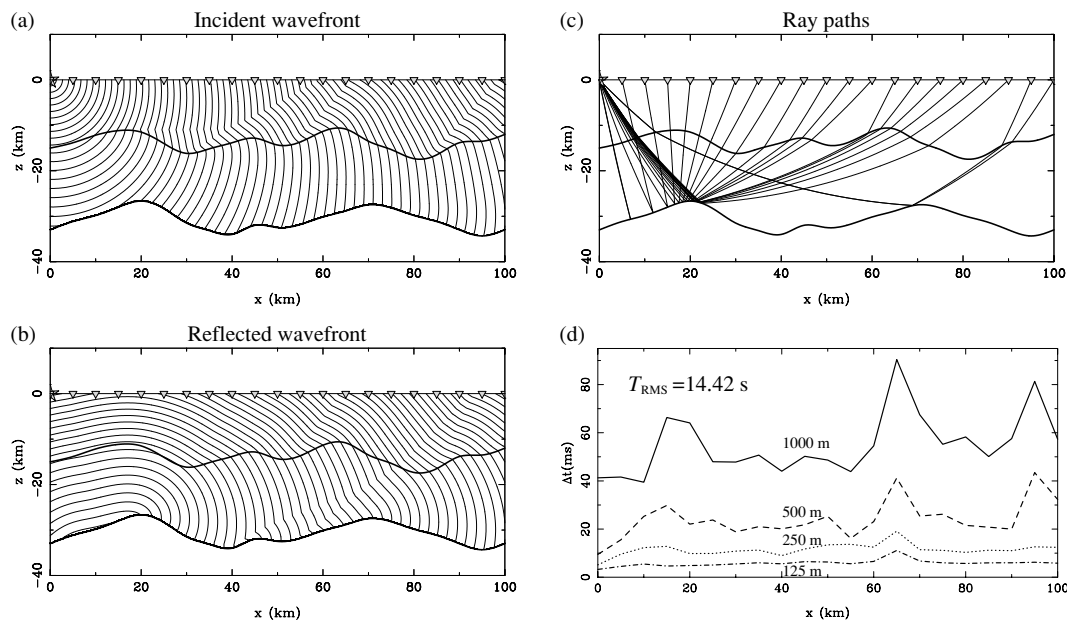 (a)
Incident wavefront
0
−20
−40
z (km)
0
20
40
60
80
100
x (km)
(b)
Reflected wavefront
0
−20
−40
z (km)
0
20
40
60
80
100
x (km)
(c)
Ray paths
0
−20
−40
z (km)
0
20
40
60
80
100
x (km)
(d)
T_RMS =14.42 s
80
60
40
20
0
Δt(ms)
1000 m
500 m
250 m
125 m
0
20
40
60
80
100
x (km)